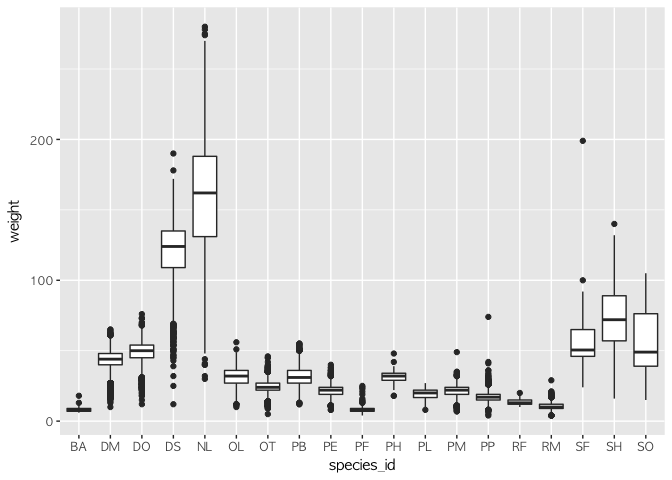 weight
200
100
0
BA DM DO DS NL OL OT PB PE PF PH PL PM PP RF RM SF SH SO
species_id